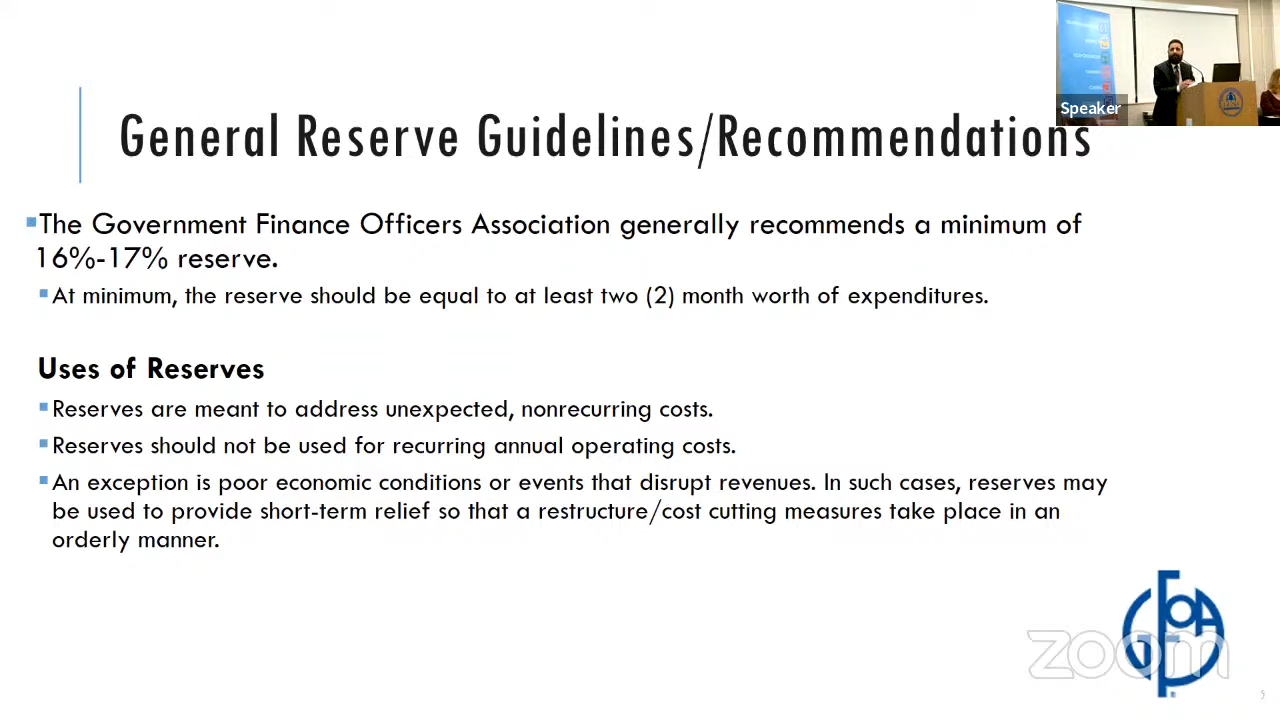 Speaker
General Reserve Guidelines/Recommendations
The Government Finance Officers Association generally recommends a minimum of
16%-17% reserve.
At minimum, the reserve should be equal to at least two (2) month worth of expenditures.
Uses of Reserves
Reserves are meant to address unexpected, nonrecurring costs.
Reserves should not be used for recurring annual operating costs.
An exception is poor economic conditions or events that disrupt revenues. In such cases, reserves may
be used to provide short-term relief so that a restructure/cost cutting measures take place in an
orderly manner.
GFOA
zoom
5